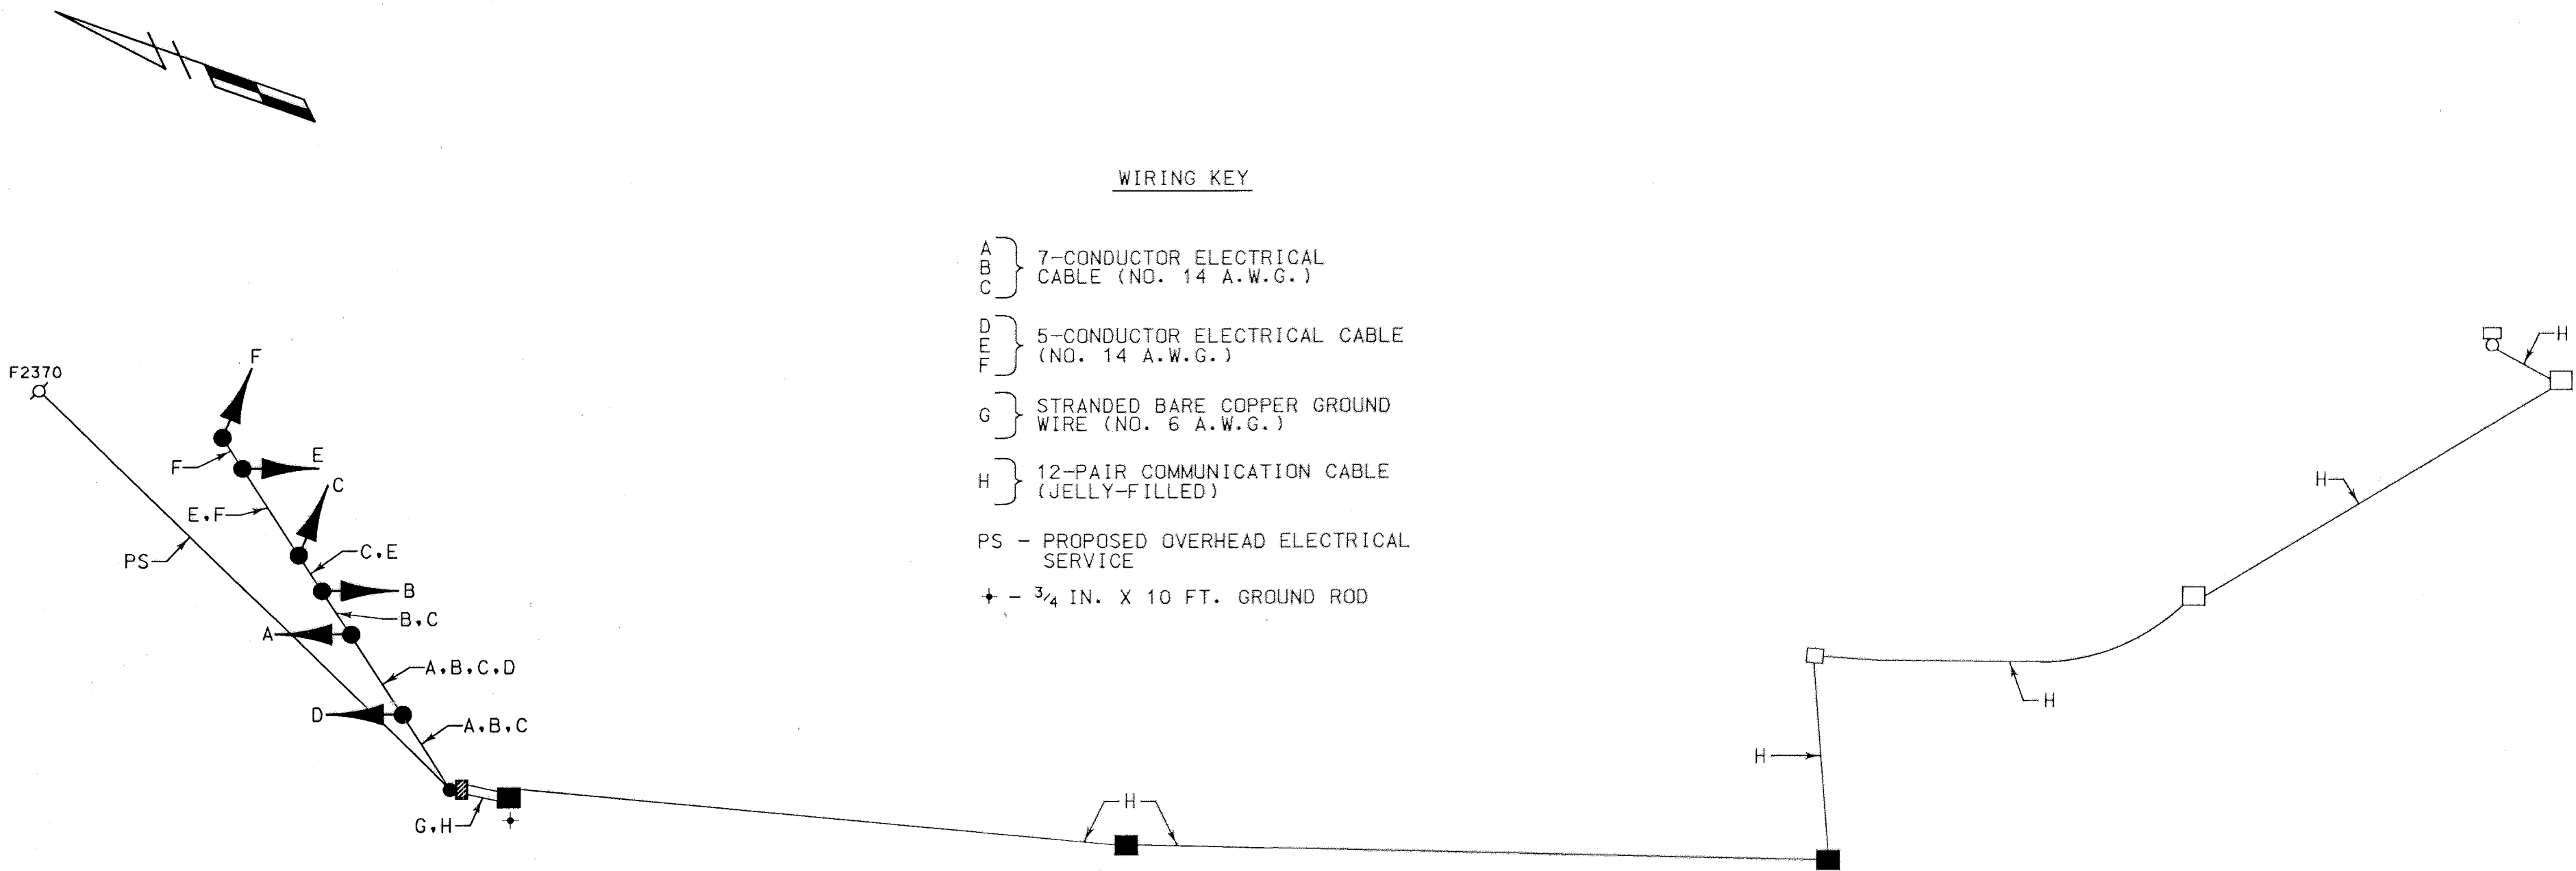 WIRING KEY
A
B
C
7-CONDUCTOR ELECTRICAL
CABLE (NO. 14 A.W.G.)
D
E
F
5-CONDUCTOR ELECTRICAL CABLE
(NO. 14 A.W.G.)
G
STRANDED BARE COPPER GROUND
WIRE (NO. 6 A.W.G.)
H
12-PAIR COMMUNICATION CABLE
(JELLY-FILLED)
PS - PROPOSED OVERHEAD ELECTRICAL
SERVICE
- 3/4 IN. X 10 FT. GROUND ROD
F2370
F
F
E
C
E,F
PS
C,E
B
B,C
A
A,B,C,D
D
A,B,C
G,H
H
H
H
H
H